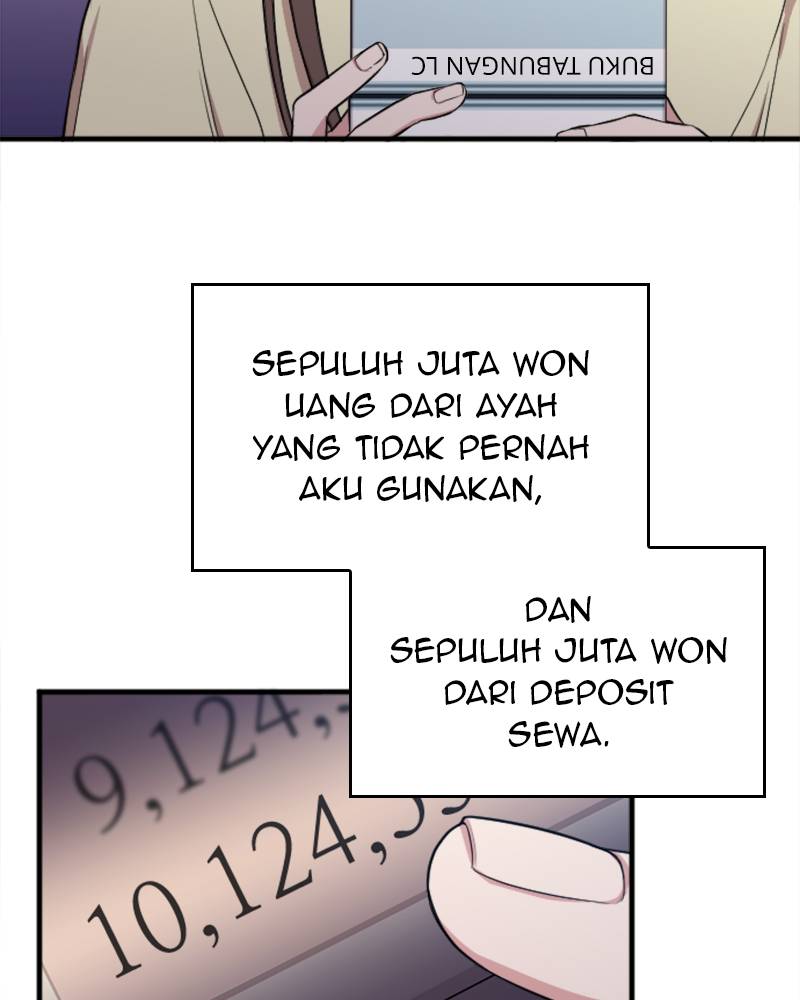 BUKU TABUNGAN LC
SEPULUH JUTA WON
UANG DARI AYAH
YANG TIDAK PERNAH
AKU GUNAKAN,
DAN
SEPULUH JUTA WON
DARI DEPOSIT
SEWA.
9,124,
10,124,